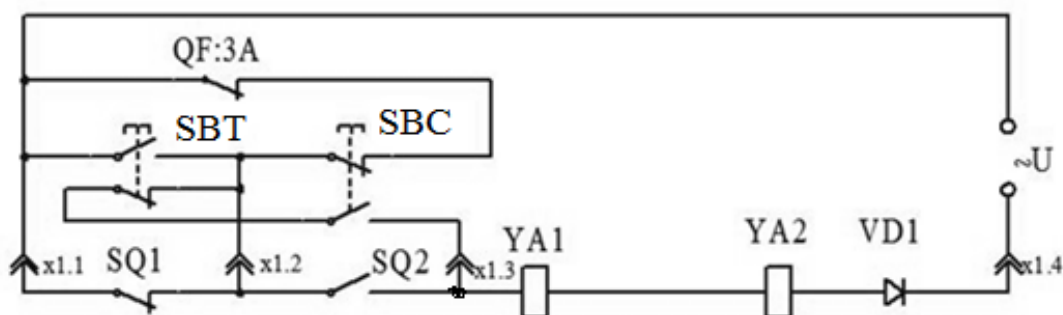 QF:3A
SBT SBC
≈U
x1.1 SQ1 x1.2 SQ2 x1.3 YA1 YA2 VD1 x1.4